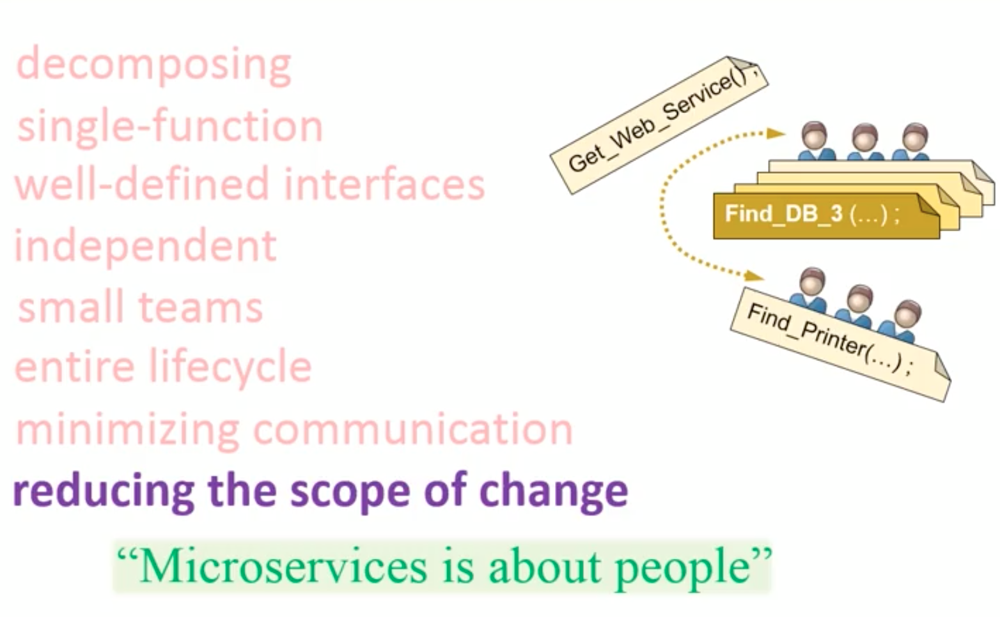 decomposing
single-function
well-defined interfaces
independent
small teams
entire lifecycle
minimizing communication
reducing the scope of change
“Microservices is about people”
Get_Web_Service() ;
Find_DB_3 (...) ;
Find_Printer(...) ;